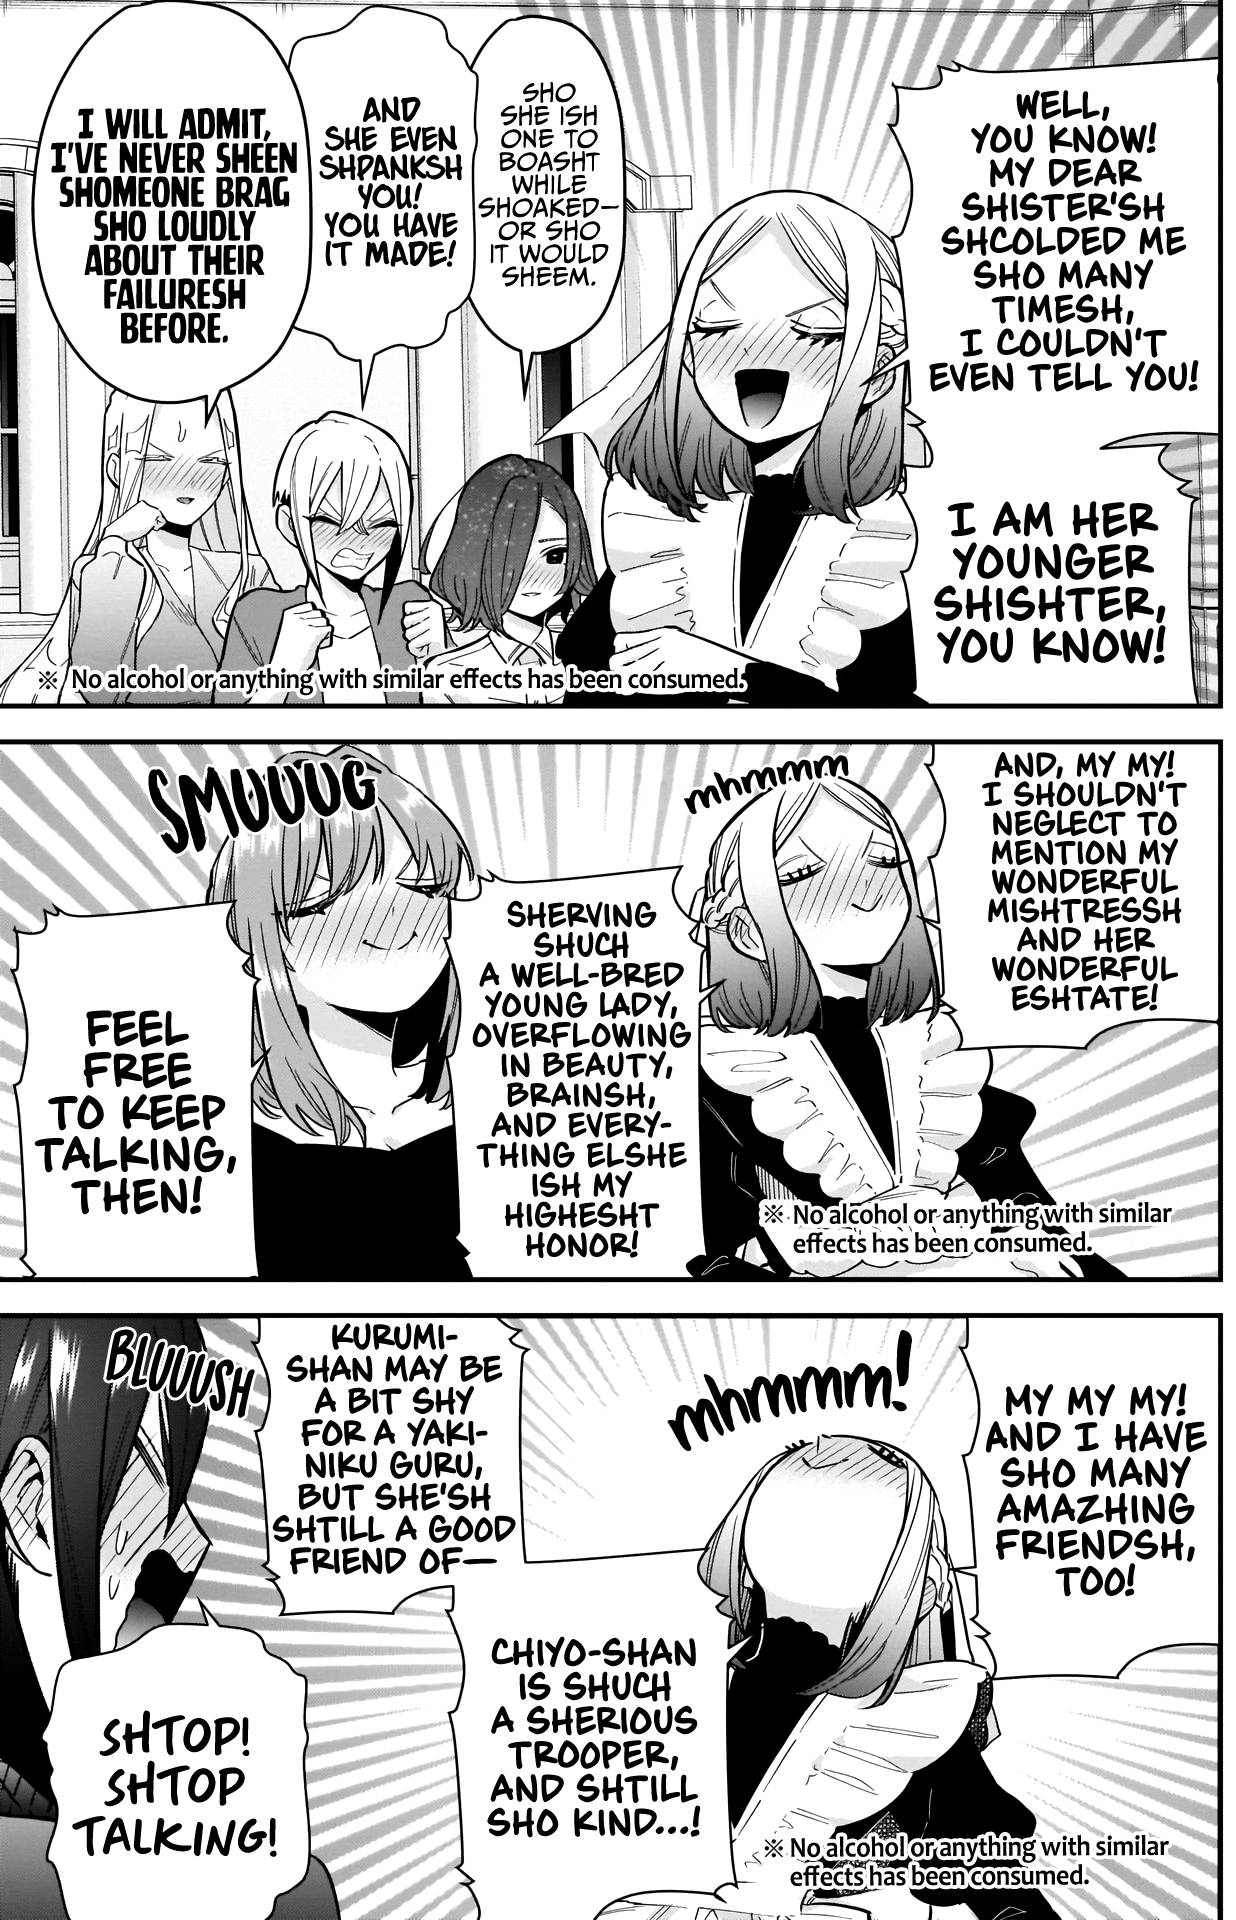 WELL,
YOU KNOW!
MY DEAR
SHISTER'SH
SHCOLDED ME
SHO MANY
TIMESH,
I COULDN'T
EVEN TELL YOU!
I AM HER
YOUNGER
SHISHTER,
YOU KNOW!
SHO
SHE ISH
ONE TO
BOASHT
WHILE
SHOAKED—
OR SHO
IT WOULD
SHEEM.
AND
SHE EVEN
SHPANKSH
YOU!
YOU HAVE
IT MADE!
I WILL ADMIT,
I'VE NEVER SHEEN
SHOMEONE BRAG
SHO LOUDLY
ABOUT THEIR
FAILURESH
BEFORE.
※ No alcohol or anything with similar effects has been consumed.
AND, MY MY!
I SHOULDN'T
NEGLECT TO
MENTION MY
WONDERFUL
MISHTRESSH
AND HER
WONDERFUL
ESHTATE!
mhmmm
SHERVING
SHUCH
A WELL-BRED
YOUNG LADY,
OVERFLOWING
IN BEAUTY,
BRAINSH,
AND EVERY-
THING ELSHE
ISH MY
HIGHESHT
HONOR!
SMUUUG
FEEL
FREE
TO KEEP
TALKING,
THEN!
※ No alcohol or anything with similar
effects has been consumed.
MY MY MY!
AND I HAVE
SHO MANY
AMAZHING
FRIENDSH,
TOO!
mhmmm!
CHIYO-SHAN
IS SHUCH
A SHERIOUS
TROOPER,
AND SHTILL
SHO KIND...!
KURUMI-
SHAN MAY BE
A BIT SHY
FOR A YAKI-
NIKU GURU,
BUT SHE'SH
SHTILL A GOOD
FRIEND OF—
BLUUUSH
SHTOP!
SHTOP
TALKING!
※ No alcohol or anything with similar
effects has been consumed.